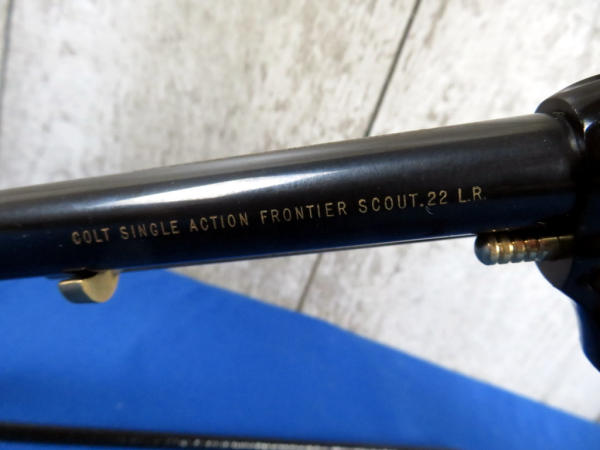 COLT SINGLE ACTION FRONTIER SCOUT .22 L.R.